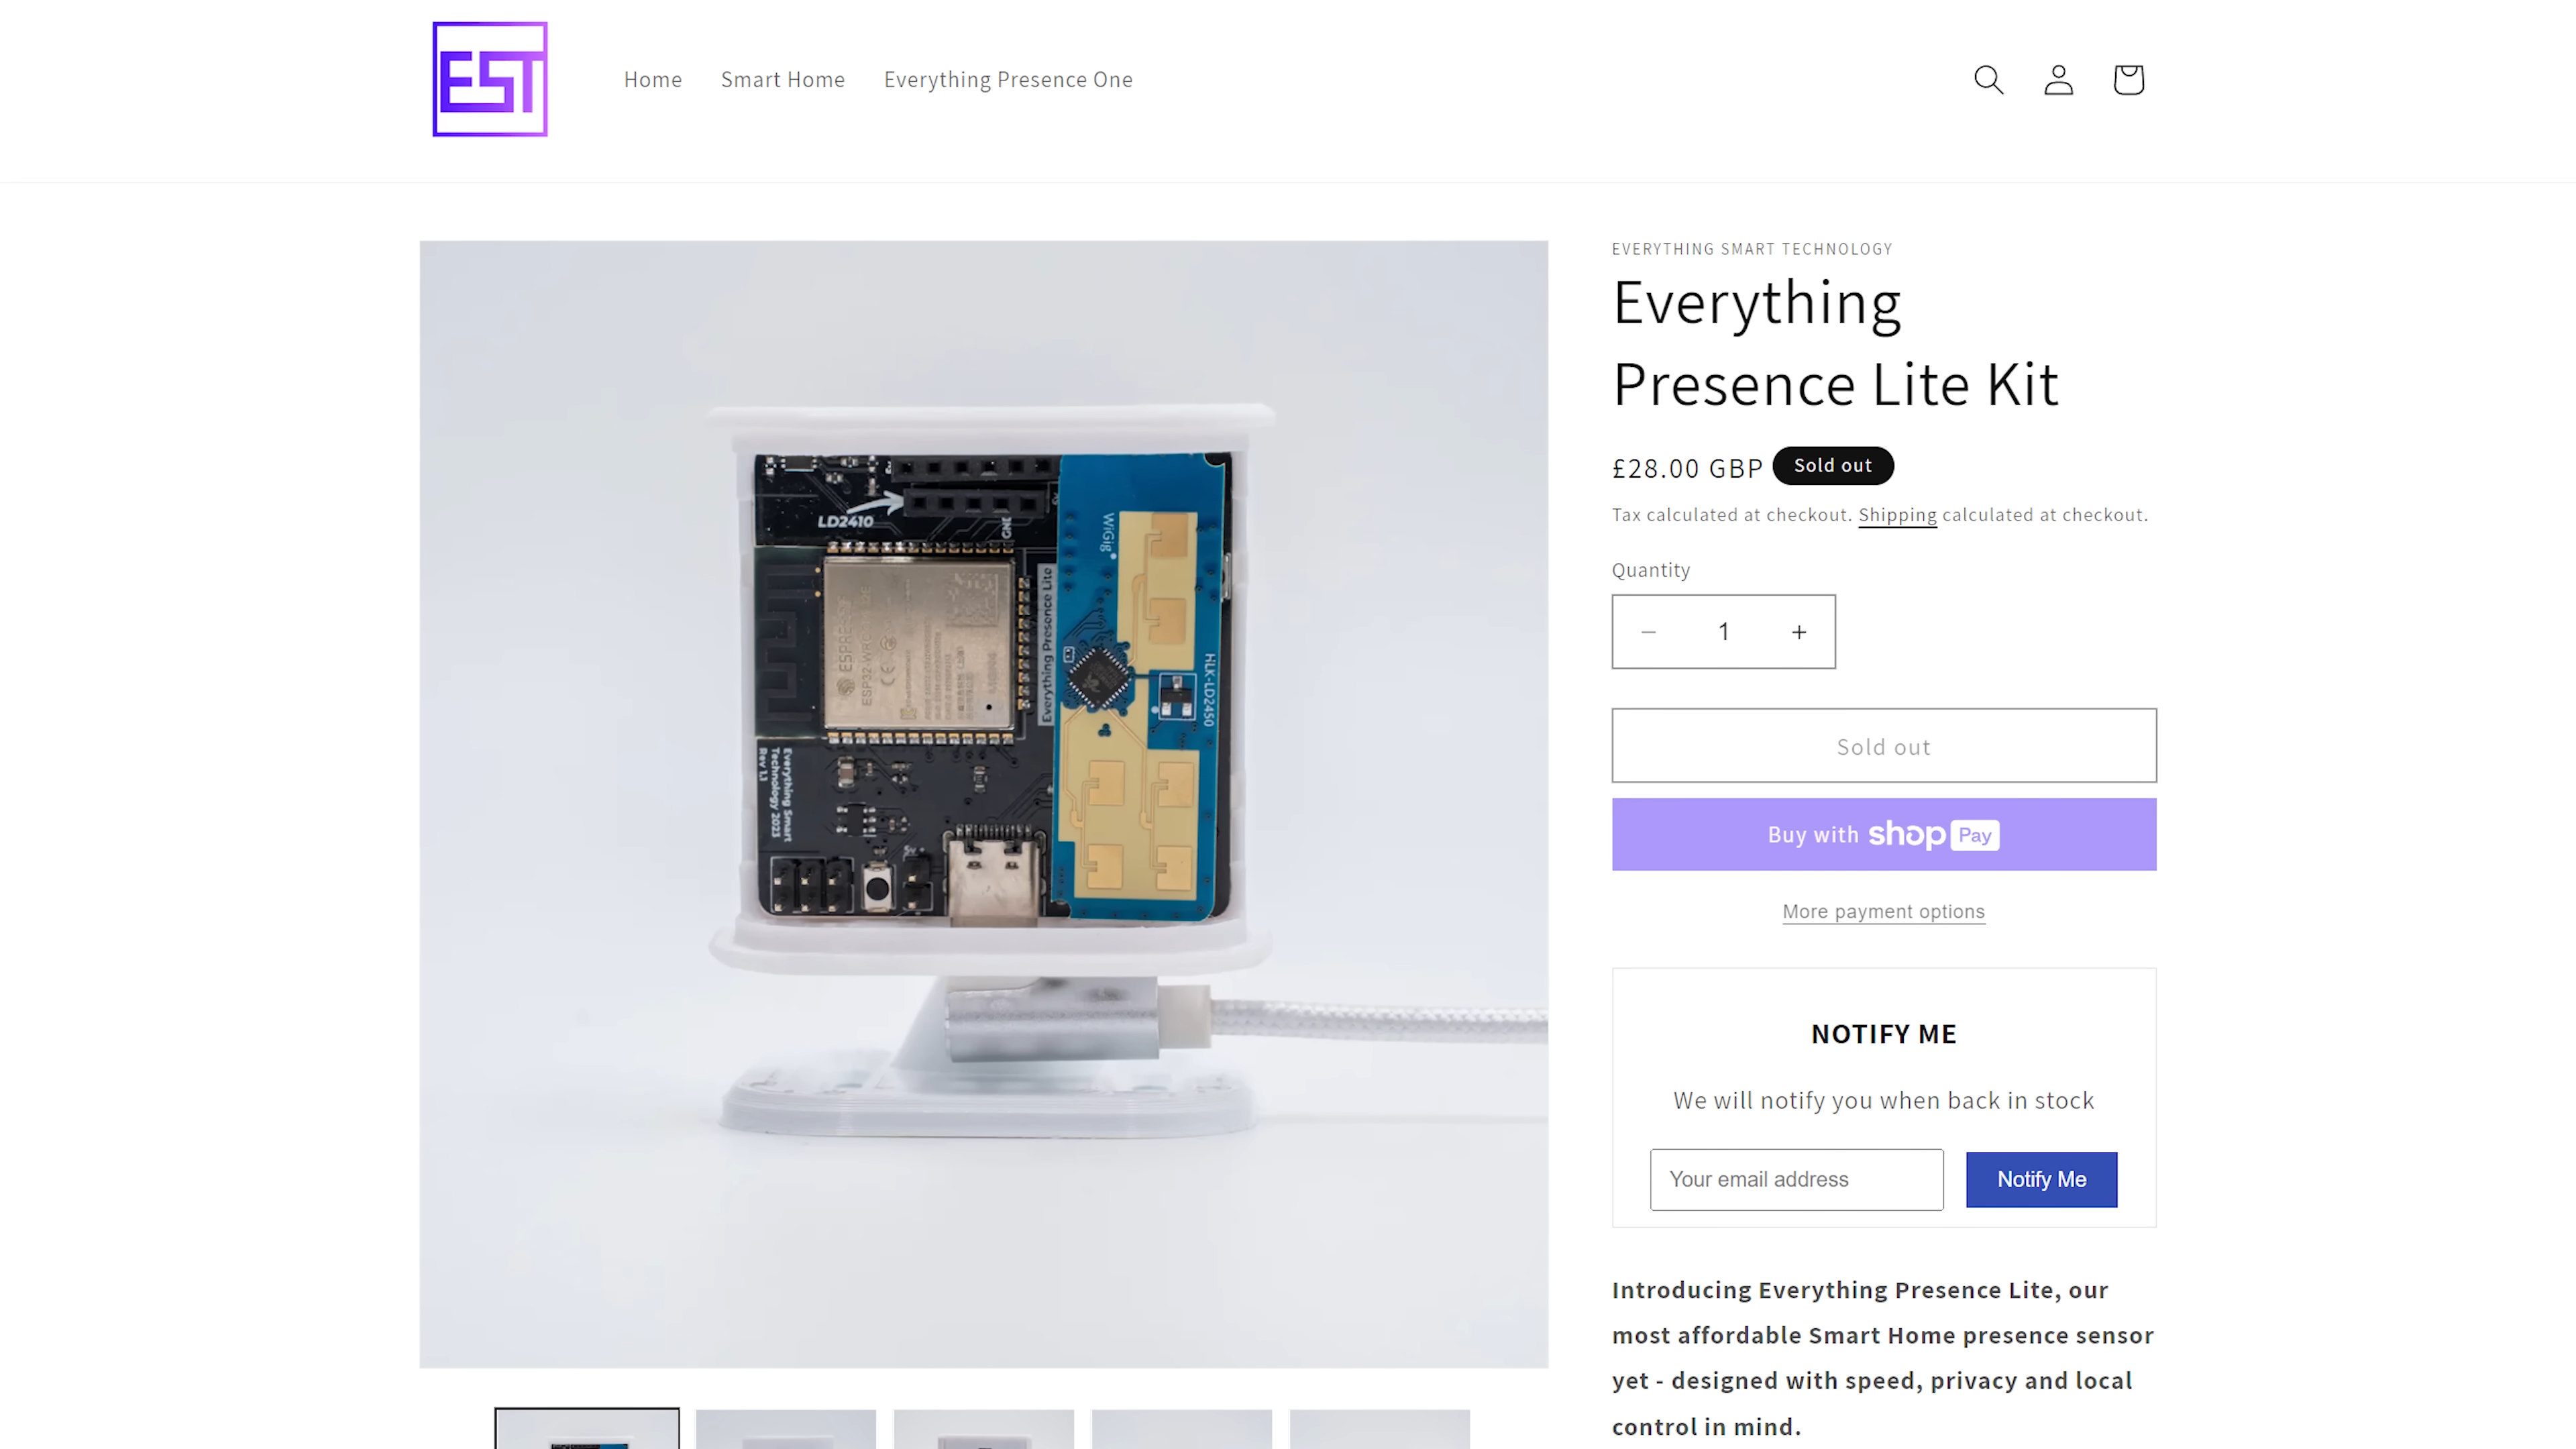 EST
Home
Smart Home
Everything Presence One
EVERYTHING SMART TECHNOLOGY
Everything
Presence Lite Kit
£28.00 GBP Sold out
Tax calculated at checkout. Shipping calculated at checkout.
Quantity
− 1 +
Sold out
Buy with shop Pay
More payment options
NOTIFY ME
We will notify you when back in stock
Your email address
Notify Me
Introducing Everything Presence Lite, our
most affordable Smart Home presence sensor
yet - designed with speed, privacy and local
control in mind.
LD2410
GND
WiGig
HLK-LD2450
Everything Presence Lite
Everything Smart
Technology 2023
Rev 1.1